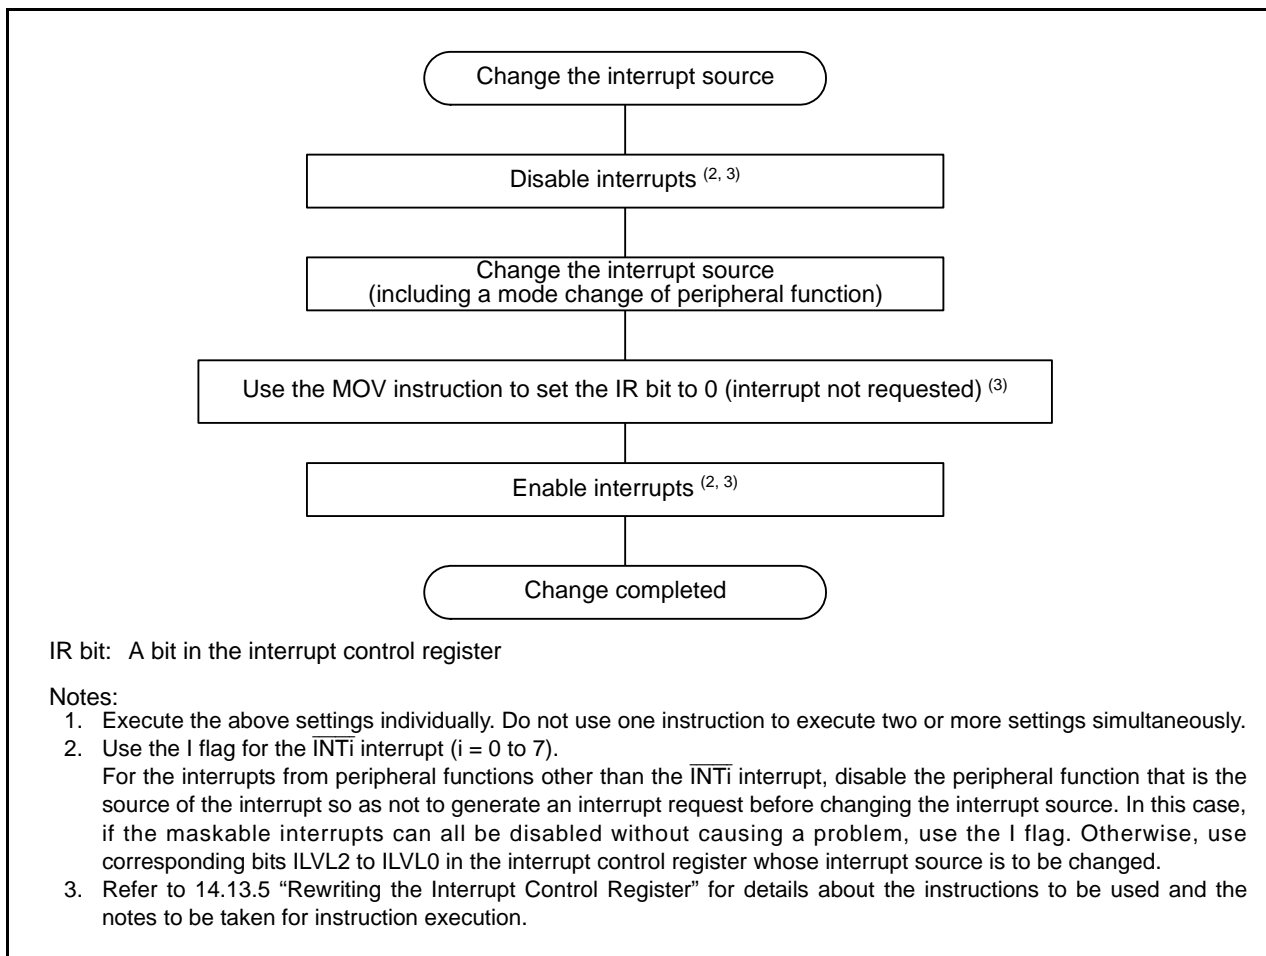 Change the interrupt source
Disable interrupts (2, 3)
Change the interrupt source
(including a mode change of peripheral function)
Use the MOV instruction to set the IR bit to 0 (interrupt not requested) (3)
Enable interrupts (2, 3)
Change completed
IR bit: A bit in the interrupt control register
Notes:
1. Execute the above settings individually. Do not use one instruction to execute two or more settings simultaneously.
2. Use the I flag for the I̅N̅T̅i̅ interrupt (i = 0 to 7).
For the interrupts from peripheral functions other than the I̅N̅T̅i̅ interrupt, disable the peripheral function that is the
source of the interrupt so as not to generate an interrupt request before changing the interrupt source. In this case,
if the maskable interrupts can all be disabled without causing a problem, use the I flag. Otherwise, use
corresponding bits ILVL2 to ILVL0 in the interrupt control register whose interrupt source is to be changed.
3. Refer to 14.13.5 “Rewriting the Interrupt Control Register” for details about the instructions to be used and the
notes to be taken for instruction execution.